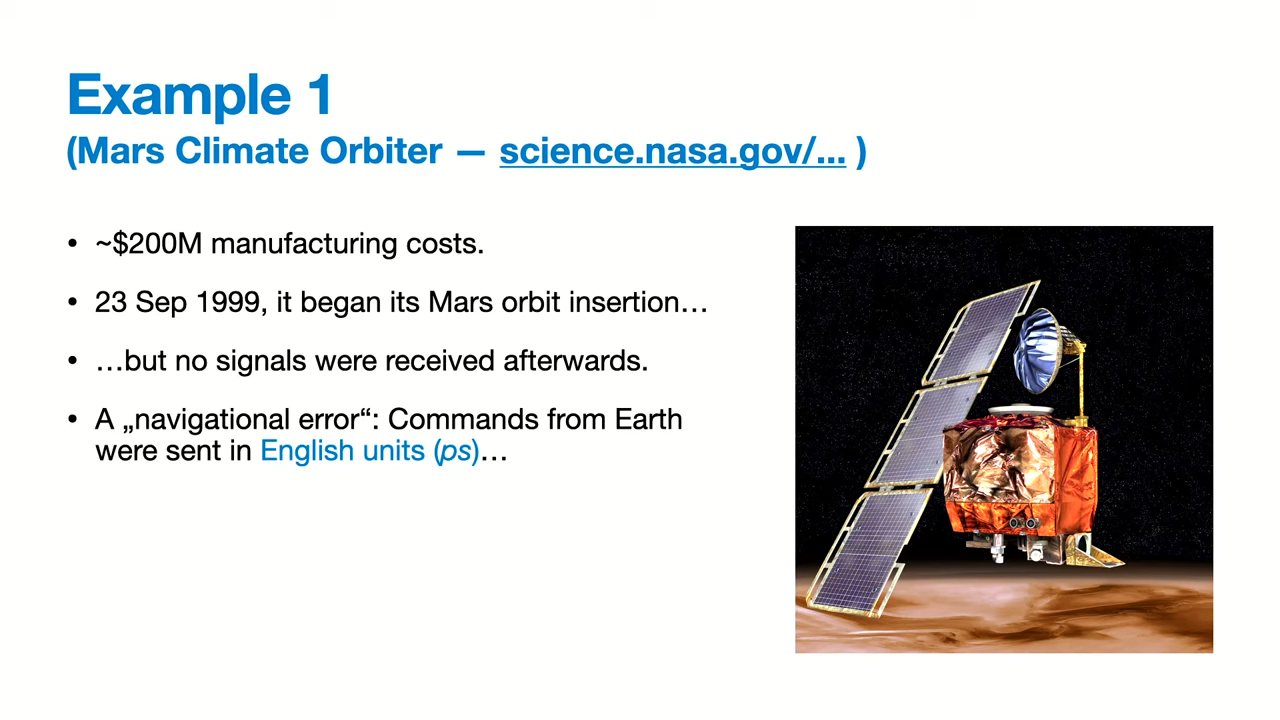 Example 1
(Mars Climate Orbiter — science.nasa.gov/... )
• ~$200M manufacturing costs.
• 23 Sep 1999, it began its Mars orbit insertion…
• …but no signals were received afterwards.
• A „navigational error“: Commands from Earth
were sent in English units (ps)…